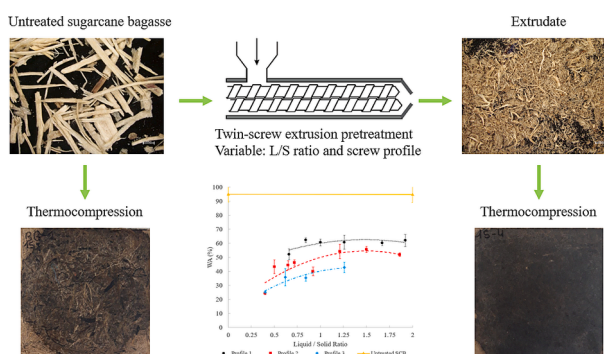 Untreated sugarcane bagasse
Extrudate
Twin-screw extrusion pretreatment
Variable: L/S ratio and screw profile
Thermocompression
Thermocompression
100
90
80
70
60
50
40
30
20
10
0
WA (%)
0 0.25 0.5 0.75 1 1.25 1.5 1.75 2
Liquid / Solid Ratio
Profile 1 Profile 2 Profile 3 Untreated SCB